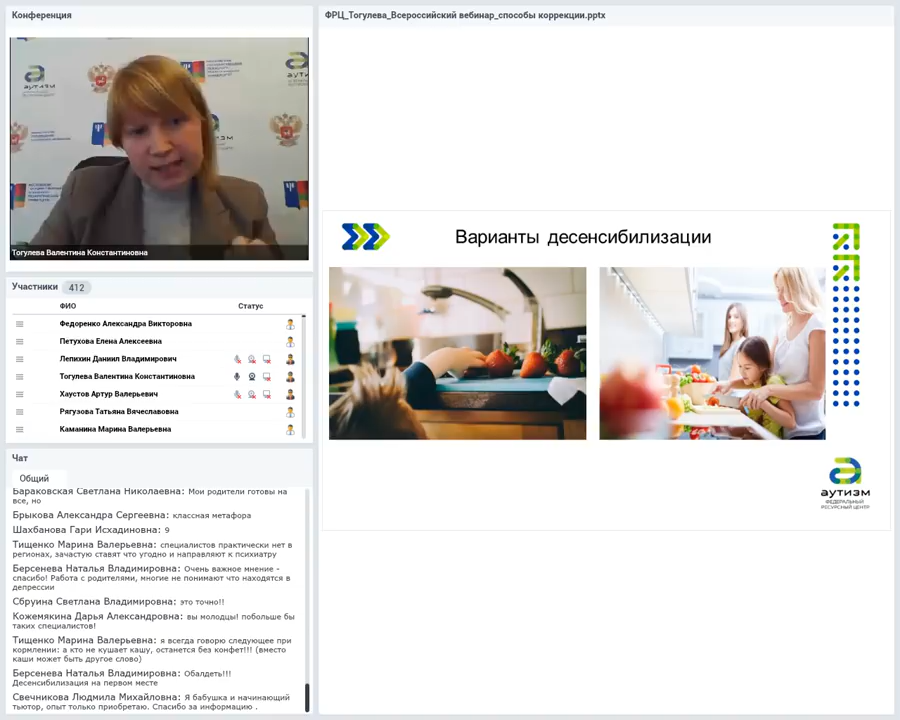 Конференция
аутизм
аутизм
Тогулева Валентина Константиновна
Участники 412
ФИО Статус
Федоренко Александра Викторовна
Петухова Елена Алексеевна
Лепихин Даниил Владимирович
Тогулева Валентина Константиновна
Хаустов Артур Валерьевич
Рягузова Татьяна Вячеславовна
Каманина Марина Валерьевна
Чат
Общий
Бараковская Светлана Николаевна: Мои родители готовы на
все, но
Брыкова Александра Сергеевна: классная метафора
Шахбанова Гари Исхадиновна: 9
Тищенко Марина Валерьевна: специалистов практически нет в
регионах, зачастую ставят что угодно и направляют к психиатру
Берсенева Наталья Владимировна: Очень важное мнение -
спасибо! Работа с родителями, многие не понимают что находятся в
депрессии
Сбруина Светлана Владимировна: это точно!!
Кожемякина Дарья Александровна: вы молодцы! побольше бы
таких специалистов!
Тищенко Марина Валерьевна: я всегда говорю следующее при
кормлении: а кто не кушает кашу, останется без конфет!!! (вместо
каши может быть другое слово)
Берсенева Наталья Владимировна: Обалдеть!!!
Десенсибилизация на первом месте
Свечникова Людмила Михайловна: Я бабушка и начинающий
тьютор, опыт только приобретаю. Спасибо за информацию .
ФРЦ_Тогулева_Всероссийский вебинар_способы коррекции.pptx
Варианты десенсибилизации
аутизм
ФЕДЕРАЛЬНЫЙ
РЕСУРСНЫЙ ЦЕНТР